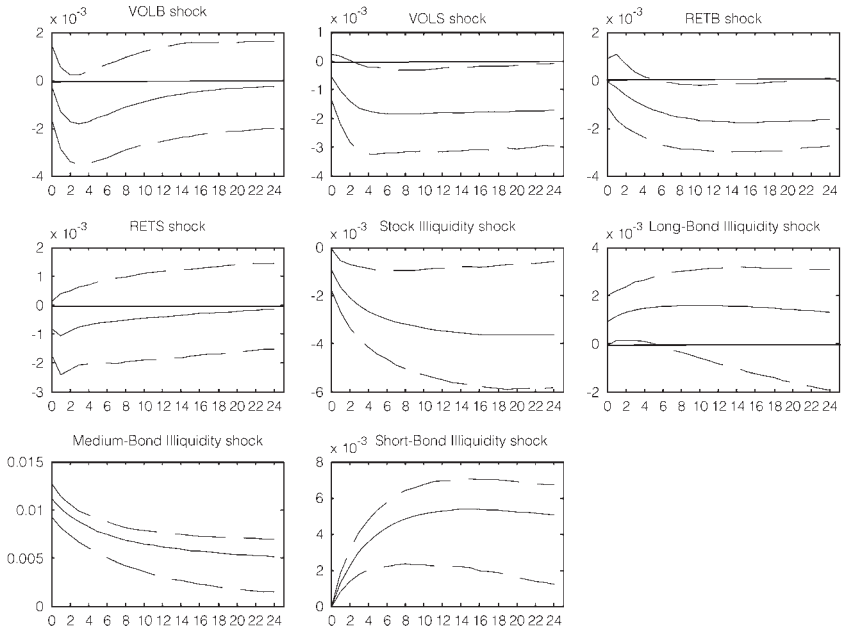 VOLB shock
VOLS shock
RETB shock
x 10⁻³
x 10⁻³
x 10⁻³
2
0
-2
-4
0 2 4 6 8 10 12 14 16 18 20 22 24
1
0
-1
-2
-3
-4
0 2 4 6 8 10 12 14 16 18 20 22 24
2
0
-2
-4
0 2 4 6 8 10 12 14 16 18 20 22 24
RETS shock
Stock Illiquidity shock
Long-Bond Illiquidity shock
x 10⁻³
x 10⁻³
x 10⁻³
2
1
0
-1
-2
-3
0 2 4 6 8 10 12 14 16 18 20 22 24
0
-2
-4
-6
0 2 4 6 8 10 12 14 16 18 20 22 24
4
2
0
-2
0 2 4 6 8 10 12 14 16 18 20 22 24
Medium-Bond Illiquidity shock
x 10⁻³ Short-Bond Illiquidity shock
0.015
0.01
0.005
0
0 2 4 6 8 10 12 14 16 18 20 22 24
8
6
4
2
0
0 2 4 6 8 10 12 14 16 18 20 22 24